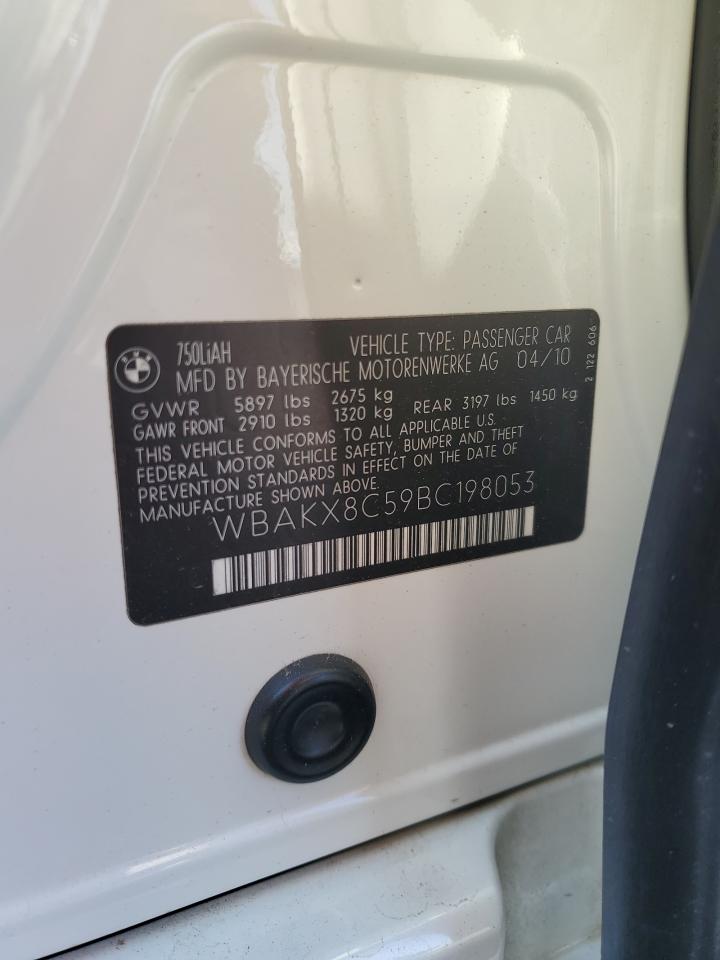 BMW
750LiAH
VEHICLE TYPE: PASSENGER CAR
MFD BY BAYERISCHE MOTORENWERKE AG 04/10
GVWR 5897 lbs 2675 kg
GAWR FRONT 2910 lbs 1320 kg REAR 3197 lbs 1450 kg
THIS VEHICLE CONFORMS TO ALL APPLICABLE U.S.
FEDERAL MOTOR VEHICLE SAFETY, BUMPER AND THEFT
PREVENTION STANDARDS IN EFFECT ON THE DATE OF
MANUFACTURE SHOWN ABOVE.
WBAKX8C59BC198053
2 122 606